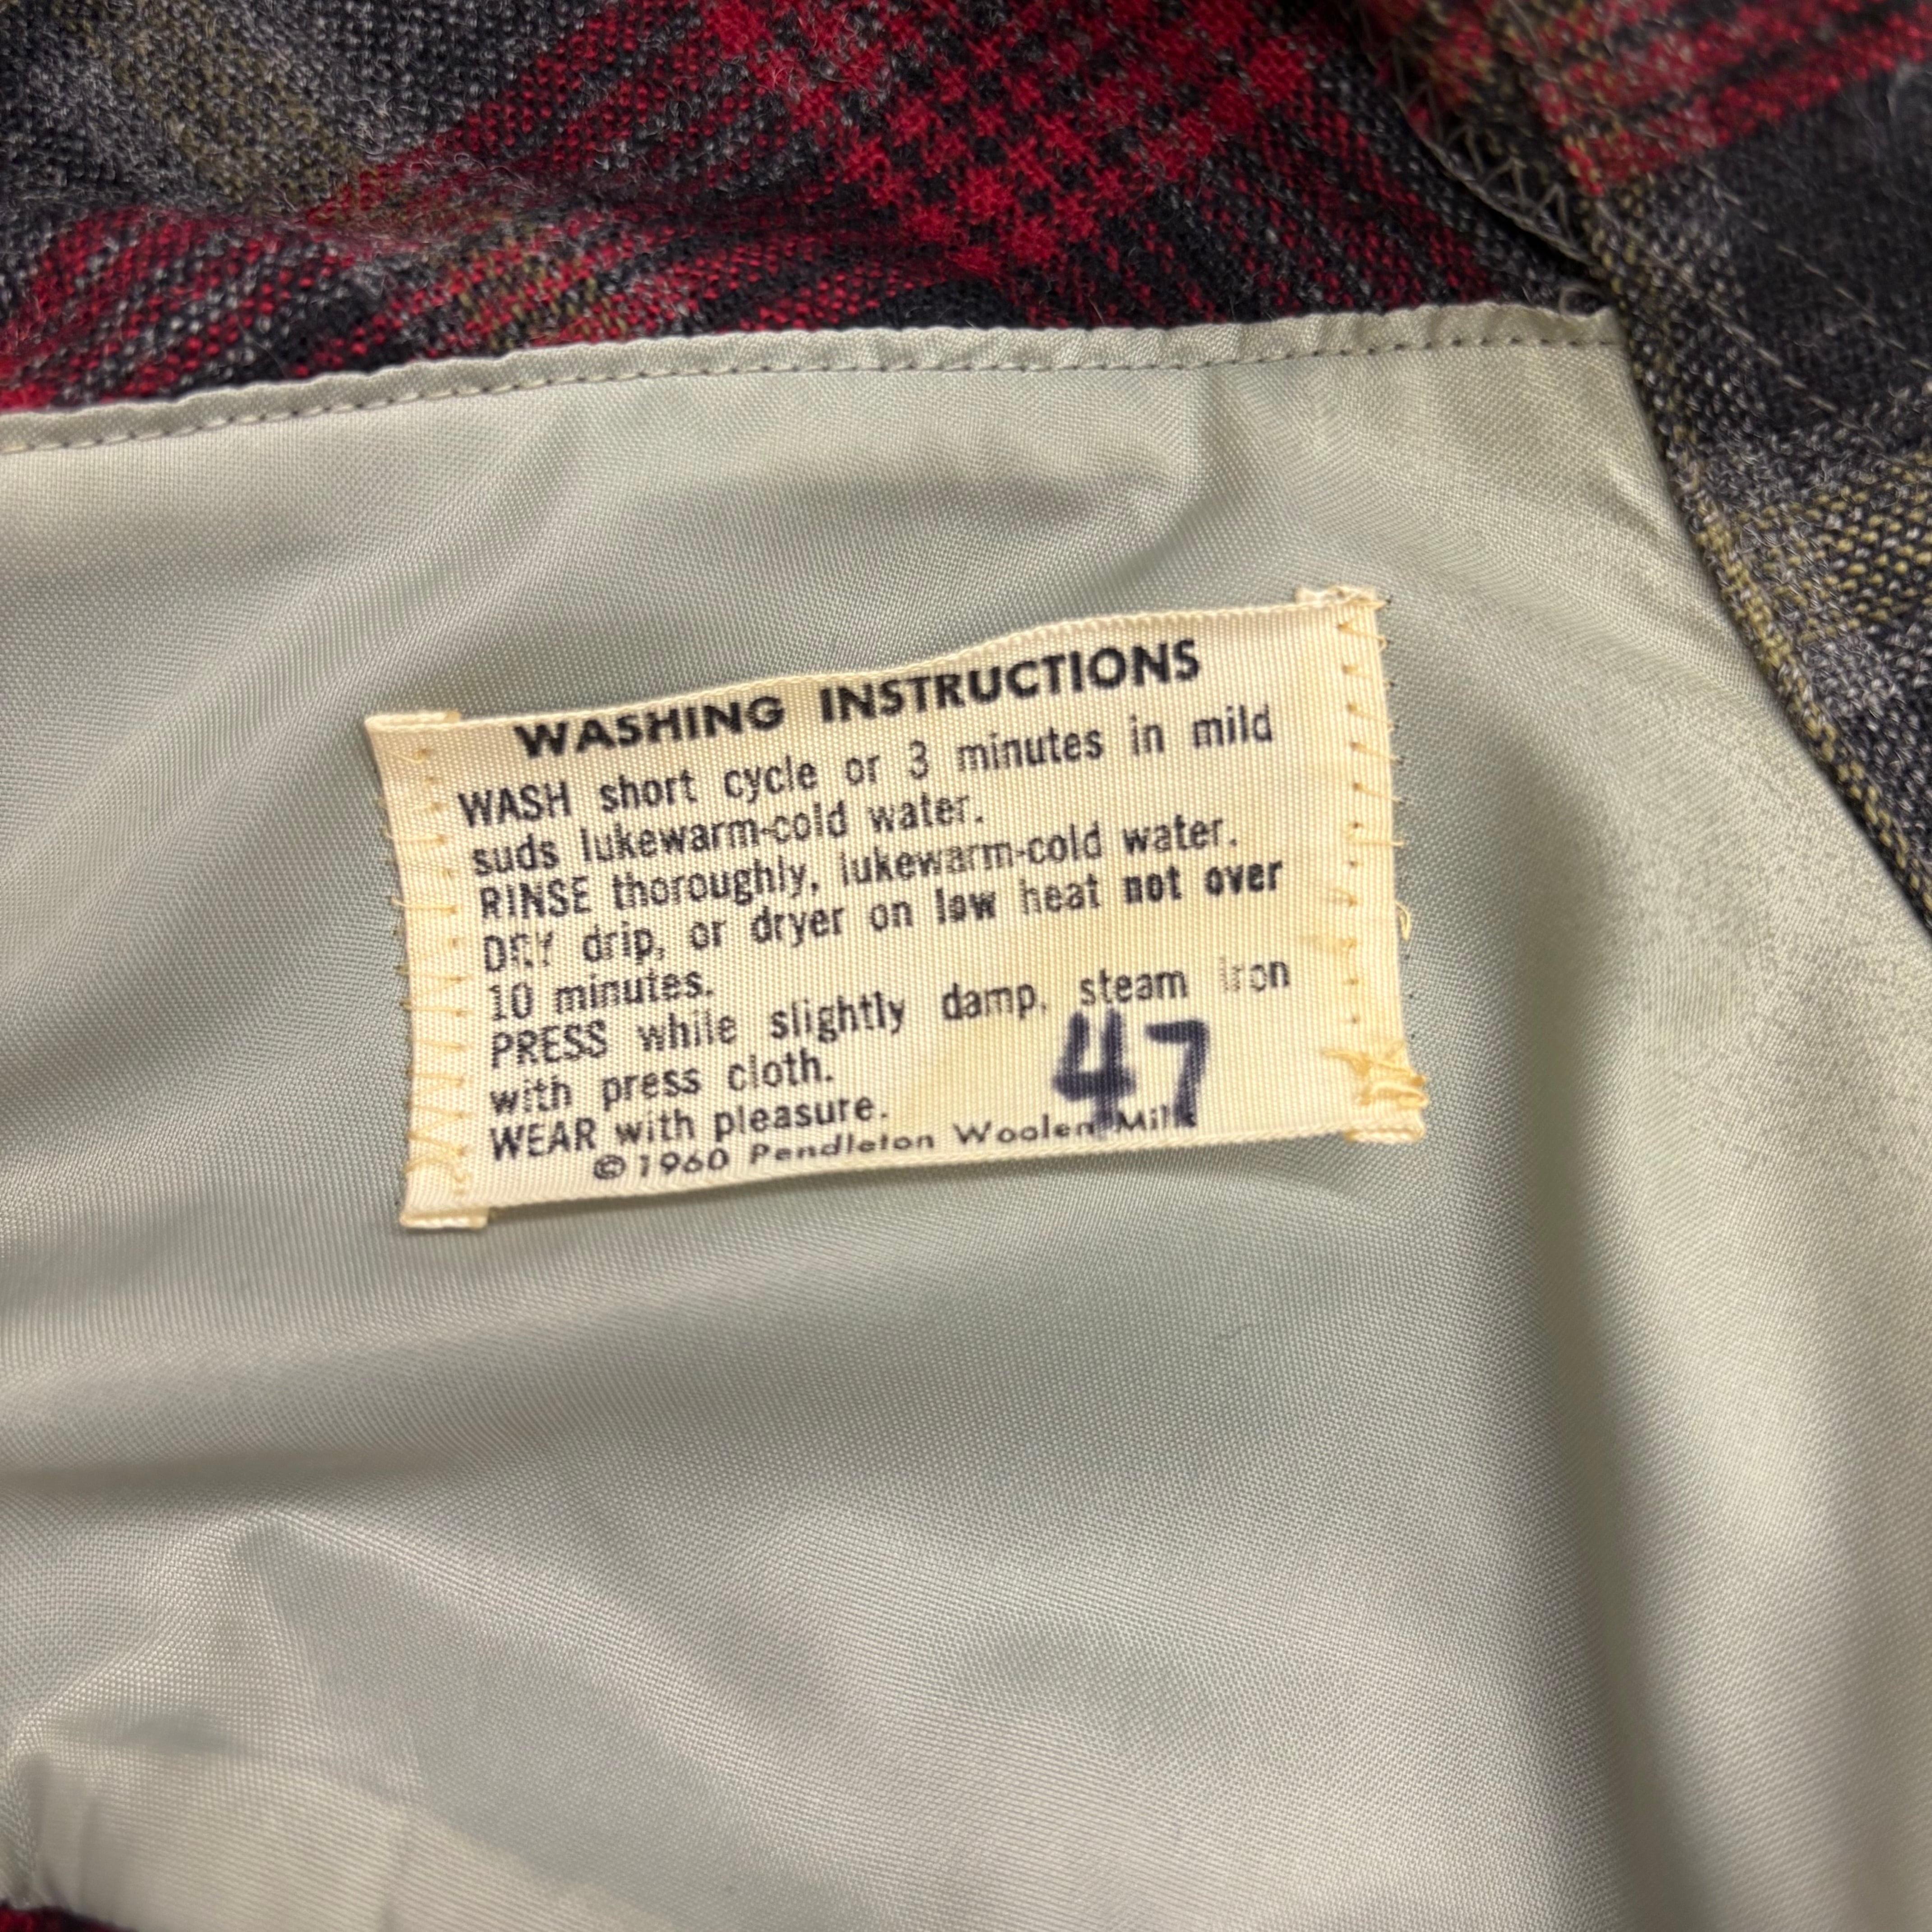 WASHING INSTRUCTIONS
WASH short cycle or 3 minutes in mild
suds lukewarm-cold water.
RINSE thoroughly, lukewarm-cold water.
DRY drip, or dryer on low heat not over
10 minutes.
PRESS while slightly damp, steam iron
with press cloth.
47
WEAR with pleasure.
©1960 Pendleton Woolen Mills